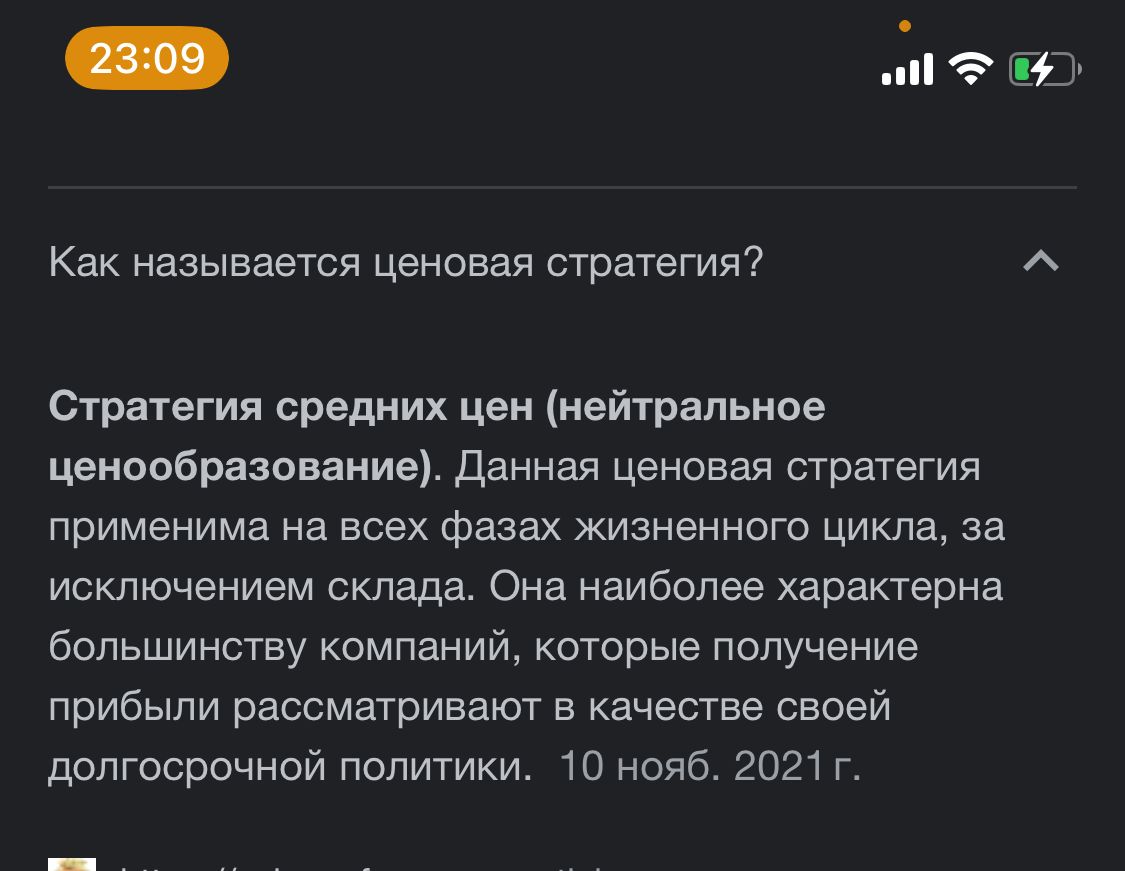 23:09
Как называется ценовая стратегия?
Стратегия средних цен (нейтральное
ценообразование). Данная ценовая стратегия
применима на всех фазах жизненного цикла, за
исключением склада. Она наиболее характерна
большинству компаний, которые получение
прибыли рассматривают в качестве своей
долгосрочной политики. 10 нояб. 2021 г.